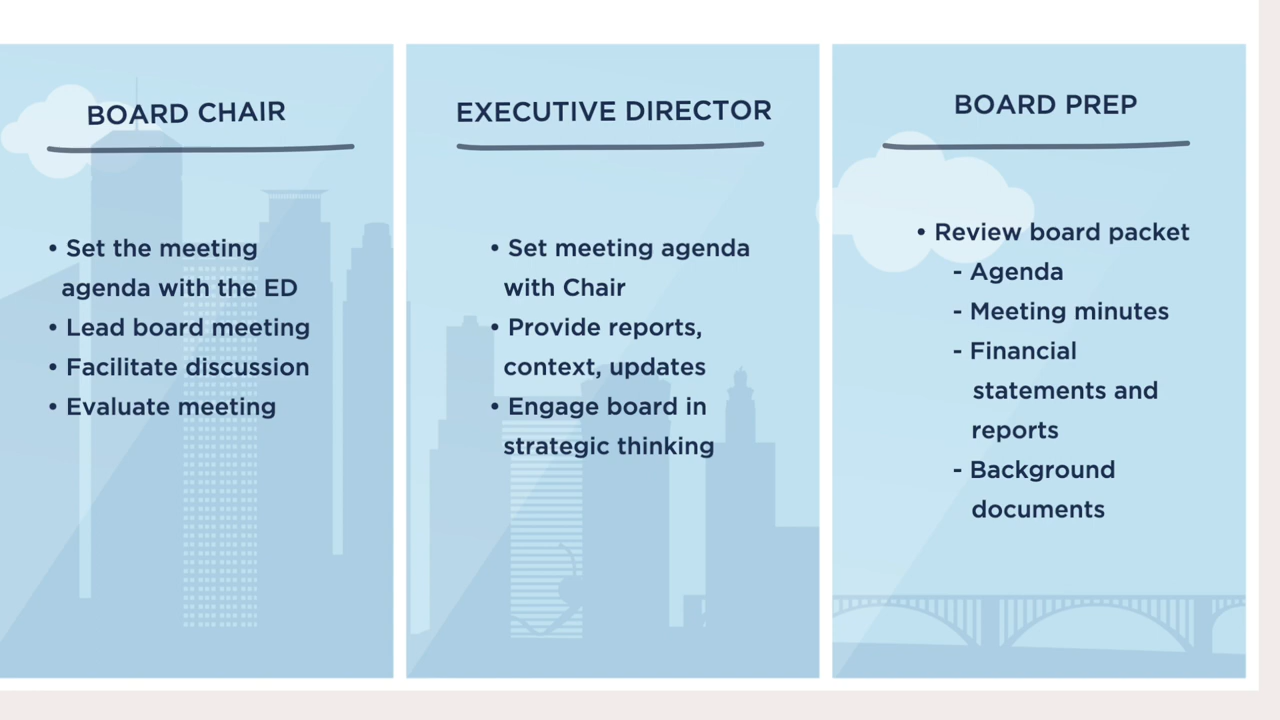 BOARD CHAIR
• Set the meeting
agenda with the ED
• Lead board meeting
• Facilitate discussion
• Evaluate meeting
EXECUTIVE DIRECTOR
• Set meeting agenda
with Chair
• Provide reports,
context, updates
• Engage board in
strategic thinking
BOARD PREP
• Review board packet
- Agenda
- Meeting minutes
- Financial
statements and
reports
- Background
documents